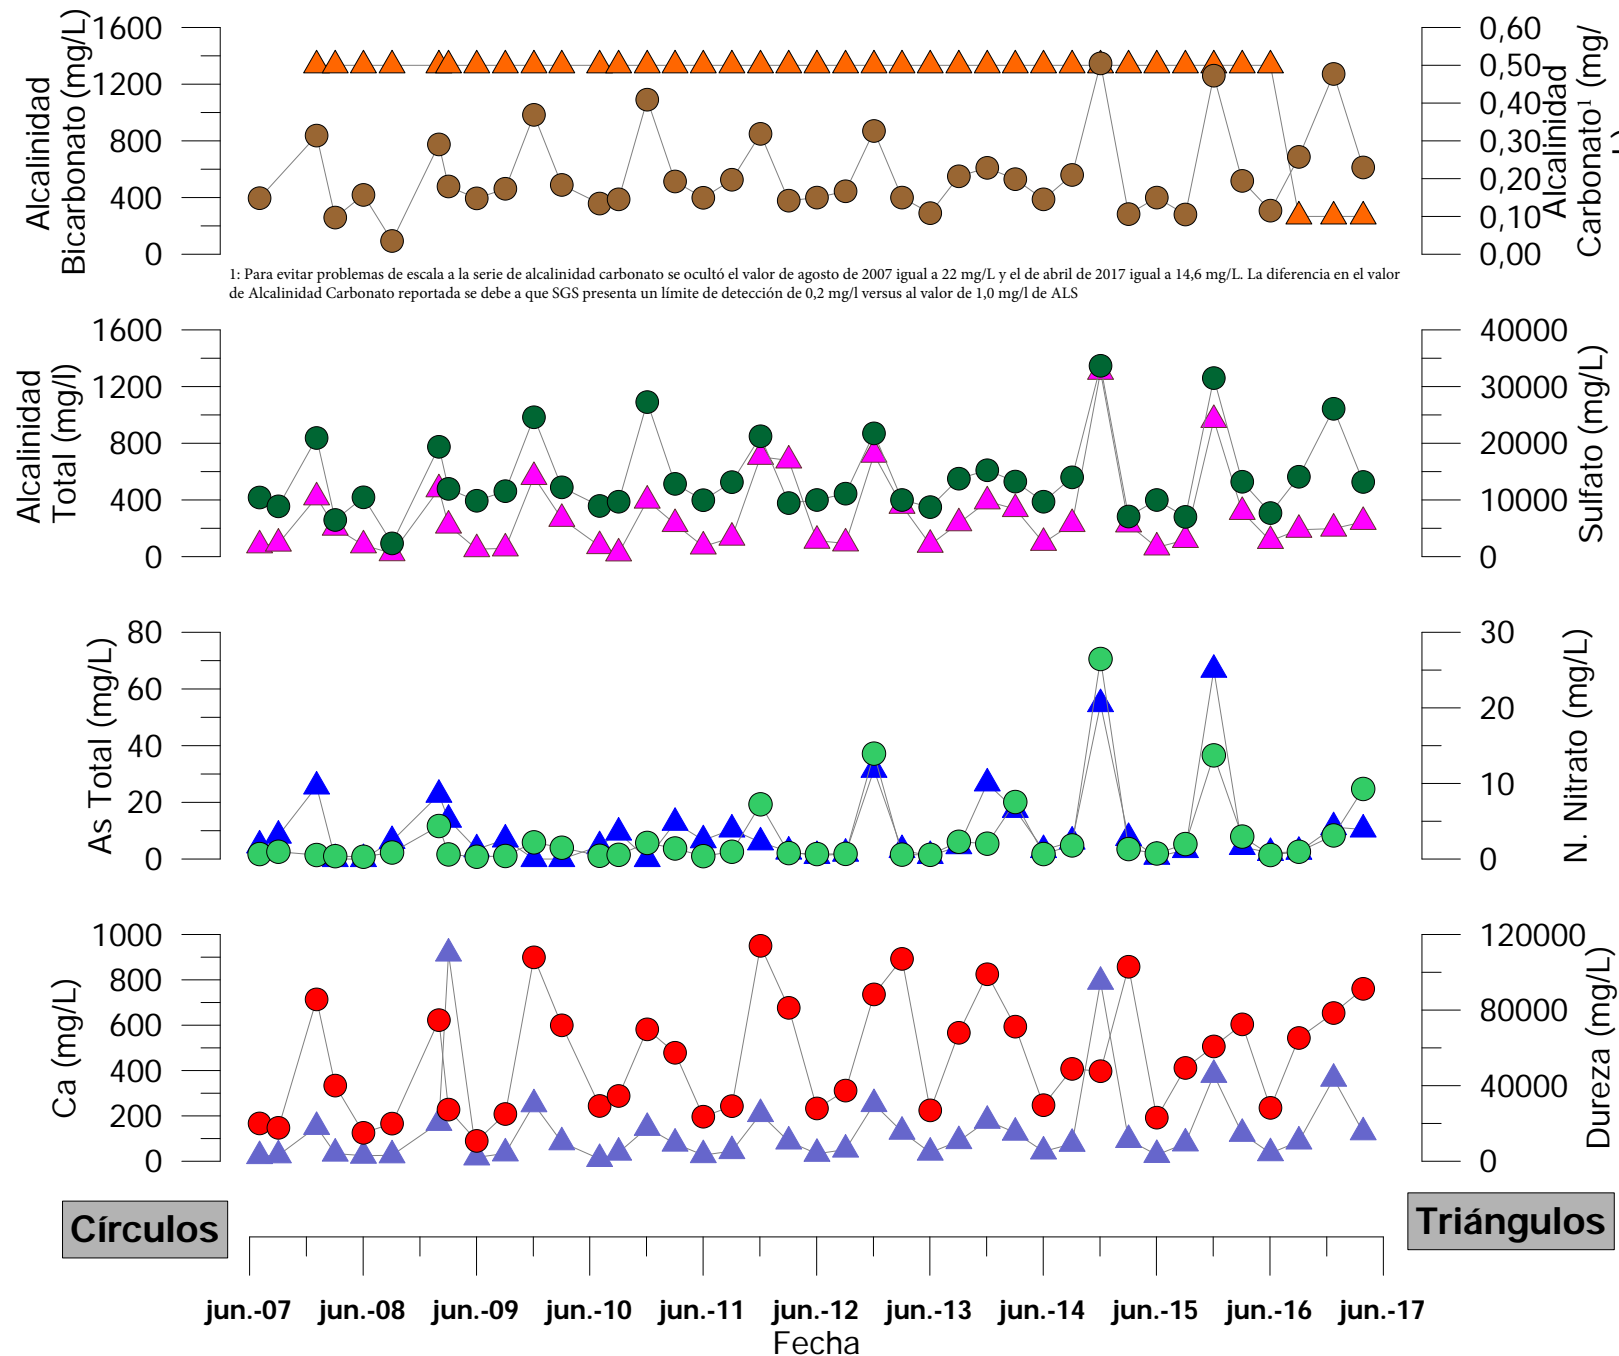 Alcalinidad
Bicarbonato (mg/L)
1600
1200
800
400
0
0,60
0,50
0,40
0,30
0,20
0,10
0,00
Alcalinidad
Carbonato¹ (mg/
L)
1: Para evitar problemas de escala a la serie de alcalinidad carbonato se ocultó el valor de agosto de 2007 igual a 22 mg/L y el de abril de 2017 igual a 14,6 mg/L. La diferencia en el valor
de Alcalinidad Carbonato reportada se debe a que SGS presenta un límite de detección de 0,2 mg/l versus al valor de 1,0 mg/l de ALS
Alcalinidad
Total (mg/l)
1600
1200
800
400
0
40000
30000
20000
10000
0
Sulfato (mg/L)
As Total (mg/L)
80
60
40
20
0
30
20
10
0
N. Nitrato (mg/L)
Ca (mg/L)
1000
800
600
400
200
0
120000
80000
40000
0
Dureza (mg/L)
Círculos
Triángulos
jun.-07 jun.-08 jun.-09 jun.-10 jun.-11 jun.-12 jun.-13 jun.-14 jun.-15 jun.-16 jun.-17
Fecha